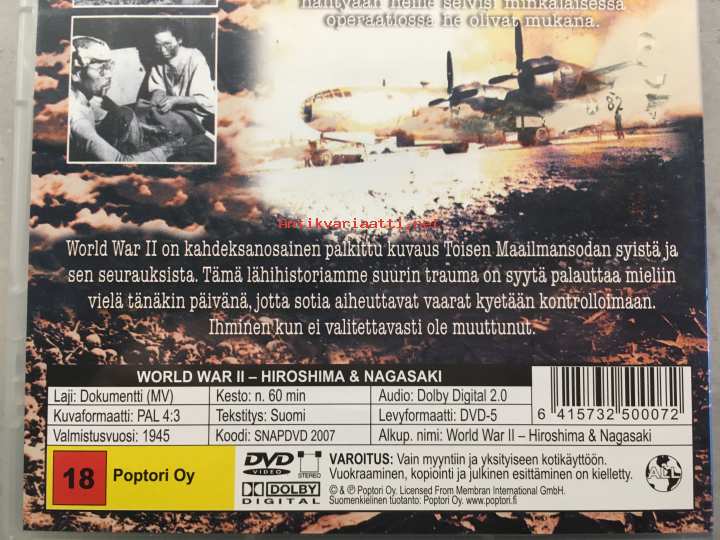 hänvään heille selvisi minkälaisessa
operaatiossa he olivat mukana.
82
antikvariaatti.net
World War II on kahdeksanosainen palkittu kuvaus Toisen Maailmansodan syistä ja
sen seurauksista. Tämä lähihistoriamme suurin trauma on syytä palauttaa mieliin
vielä tänäkin päivänä, jotta sotia aiheuttavat vaarat kyetään kontrolloimaan.
Ihminen kun ei valitettavasti ole muuttunut.
WORLD WAR II – HIROSHIMA & NAGASAKI
Laji: Dokumentti (MV) Kesto: n. 60 min Audio: Dolby Digital 2.0
Kuvaformaatti: PAL 4:3 Tekstitys: Suomi Levyformaatti: DVD-5
Valmistusvuosi: 1945 Koodi: SNAPDVD 2007 Alkup. nimi: World War II – Hiroshima & Nagasaki
6 415732 500072
18 Poptori Oy
DVD VIDEO STEREO
DOLBY DIGITAL
VAROITUS: Vain myyntiin ja yksityiseen kotikäyttöön.
Vuokraaminen, kopiointi ja julkinen esittäminen on kielletty.
© & ℗ Poptori Oy. Licensed From Membran International GmbH.
Suomenkielinen tuotanto: Poptori Oy. www.poptori.fi
ALL